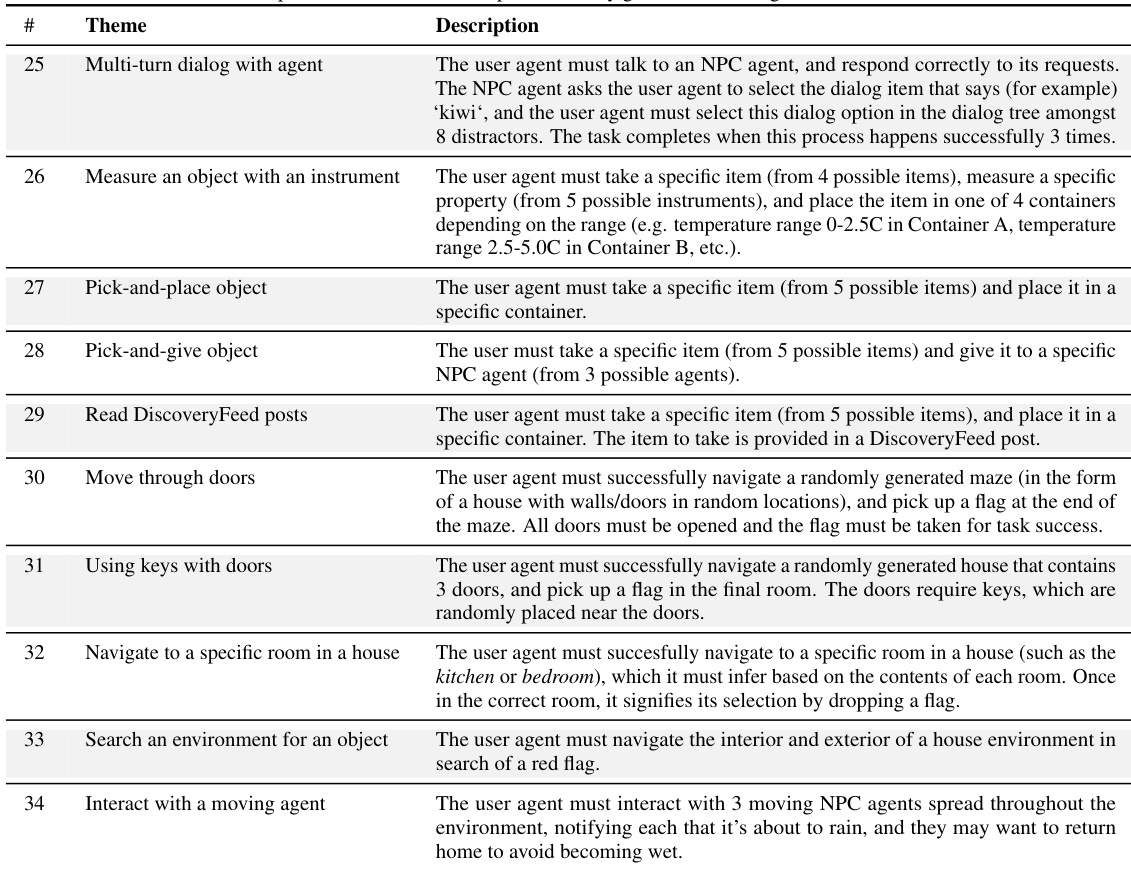 # Theme Description
25 Multi-turn dialog with agent The user agent must talk to an NPC agent, and respond correctly to its requests.
The NPC agent asks the user agent to select the dialog item that says (for example)
‘kiwi‘, and the user agent must select this dialog option in the dialog tree amongst
8 distractors. The task completes when this process happens successfully 3 times.
26 Measure an object with an instrument The user agent must take a specific item (from 4 possible items), measure a specific
property (from 5 possible instruments), and place the item in one of 4 containers
depending on the range (e.g. temperature range 0-2.5C in Container A, temperature
range 2.5-5.0C in Container B, etc.).
27 Pick-and-place object The user agent must take a specific item (from 5 possible items) and place it in a
specific container.
28 Pick-and-give object The user must take a specific item (from 5 possible items) and give it to a specific
NPC agent (from 3 possible agents).
29 Read DiscoveryFeed posts The user agent must take a specific item (from 5 possible items), and place it in a
specific container. The item to take is provided in a DiscoveryFeed post.
30 Move through doors The user agent must successfully navigate a randomly generated maze (in the form
of a house with walls/doors in random locations), and pick up a flag at the end of
the maze. All doors must be opened and the flag must be taken for task success.
31 Using keys with doors The user agent must successfully navigate a randomly generated house that contains
3 doors, and pick up a flag in the final room. The doors require keys, which are
randomly placed near the doors.
32 Navigate to a specific room in a house The user agent must succesfully navigate to a specific room in a house (such as the
kitchen or bedroom), which it must infer based on the contents of each room. Once
in the correct room, it signifies its selection by dropping a flag.
33 Search an environment for an object The user agent must navigate the interior and exterior of a house environment in
search of a red flag.
34 Interact with a moving agent The user agent must interact with 3 moving NPC agents spread throughout the
environment, notifying each that it's about to rain, and they may want to return
home to avoid becoming wet.